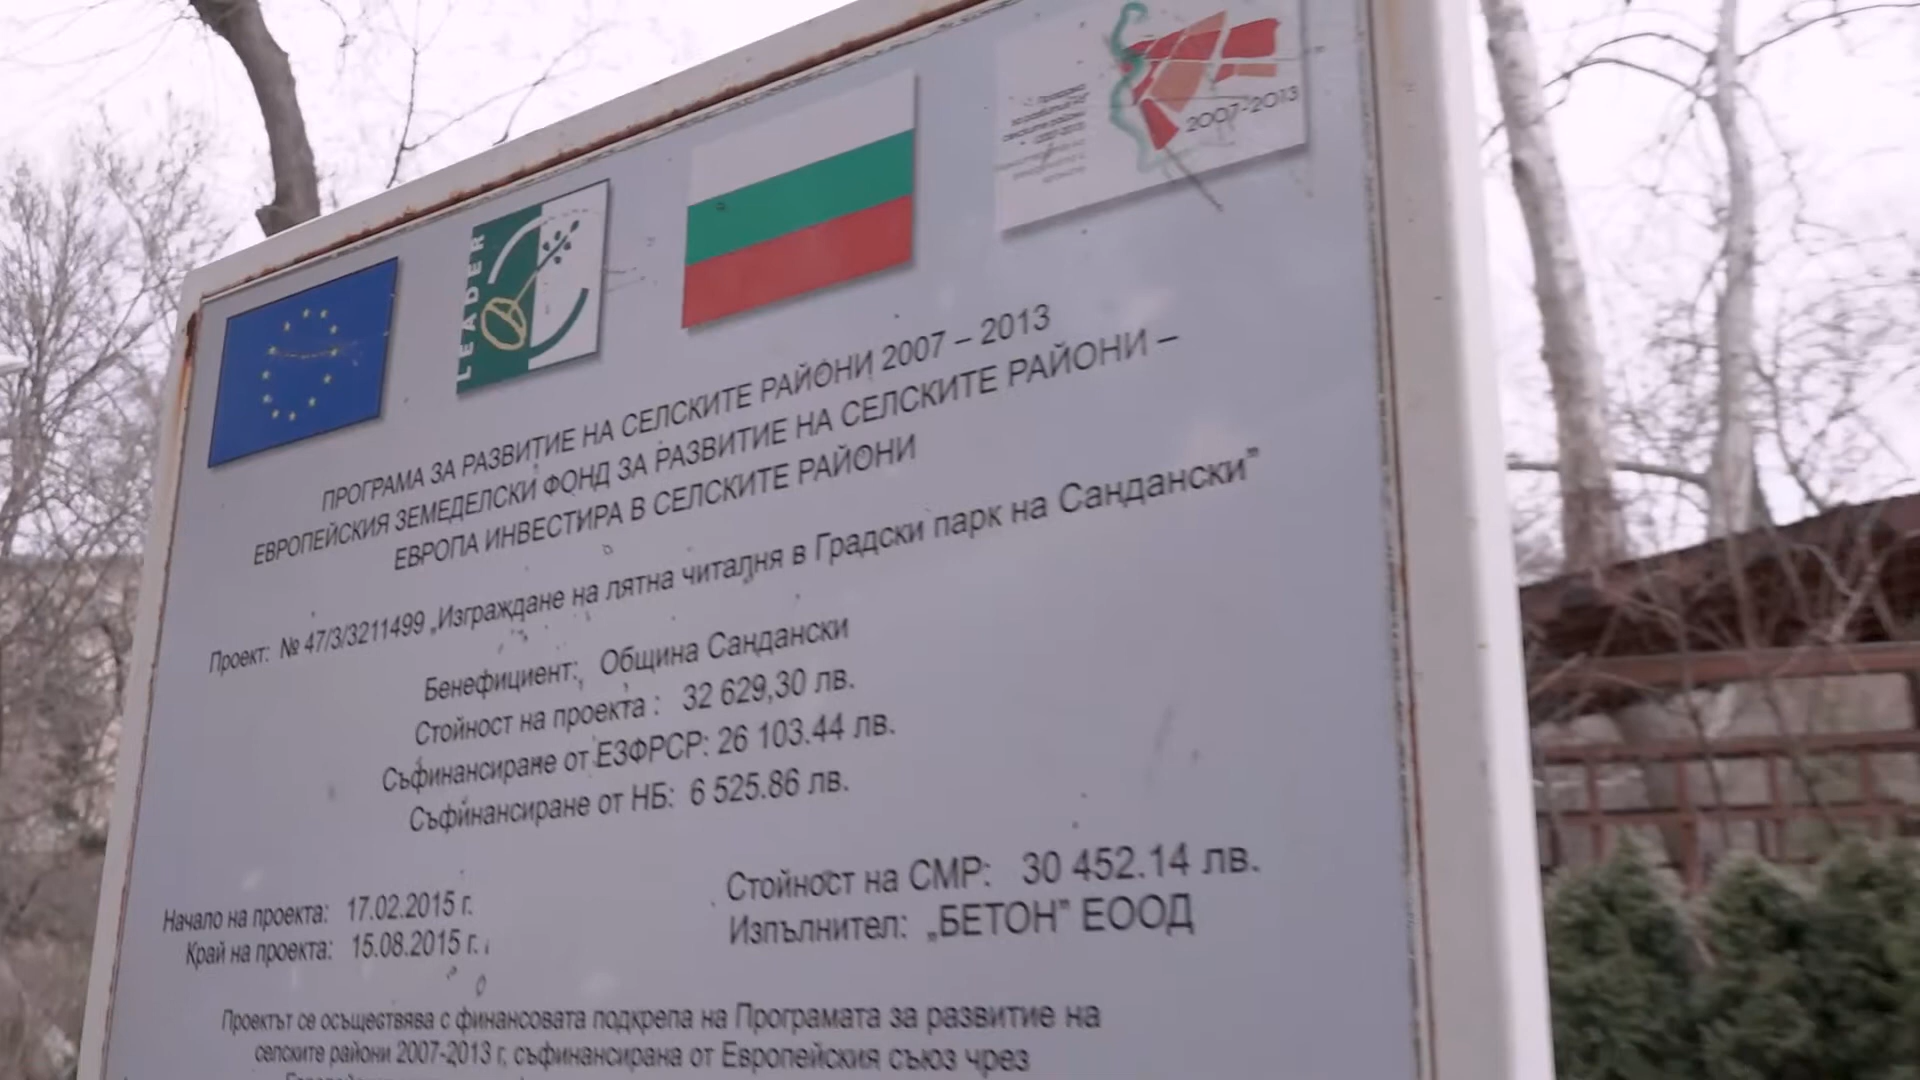 LEADER
2007-2013
ПРОГРАМА ЗА РАЗВИТИЕ НА СЕЛСКИТЕ РАЙОНИ 2007 – 2013
ЕВРОПЕЙСКИЯ ЗЕМЕДЕЛСКИ ФОНД ЗА РАЗВИТИЕ НА СЕЛСКИТЕ РАЙОНИ –
ЕВРОПА ИНВЕСТИРА В СЕЛСКИТЕ РАЙОНИ
Проект: № 47/3/3211499 „Изграждане на лятна читалня в Градски парк на Сандански”
Бенефициент: Община Сандански
Стойност на проекта : 32 629,30 лв.
Съфинансиране от ЕЗФРСР: 26 103.44 лв.
Съфинансиране от НБ: 6 525.86 лв.
Начало на проекта: 17.02.2015 г.
Край на проекта: 15.08.2015 г.
Стойност на СМР: 30 452.14 лв.
Изпълнител: „БЕТОН” ЕООД
Проектът се осъществява с финансовата подкрепа на Програмата за развитие на
селските райони 2007-2013 г, съфинансирана от Европейския съюз чрез